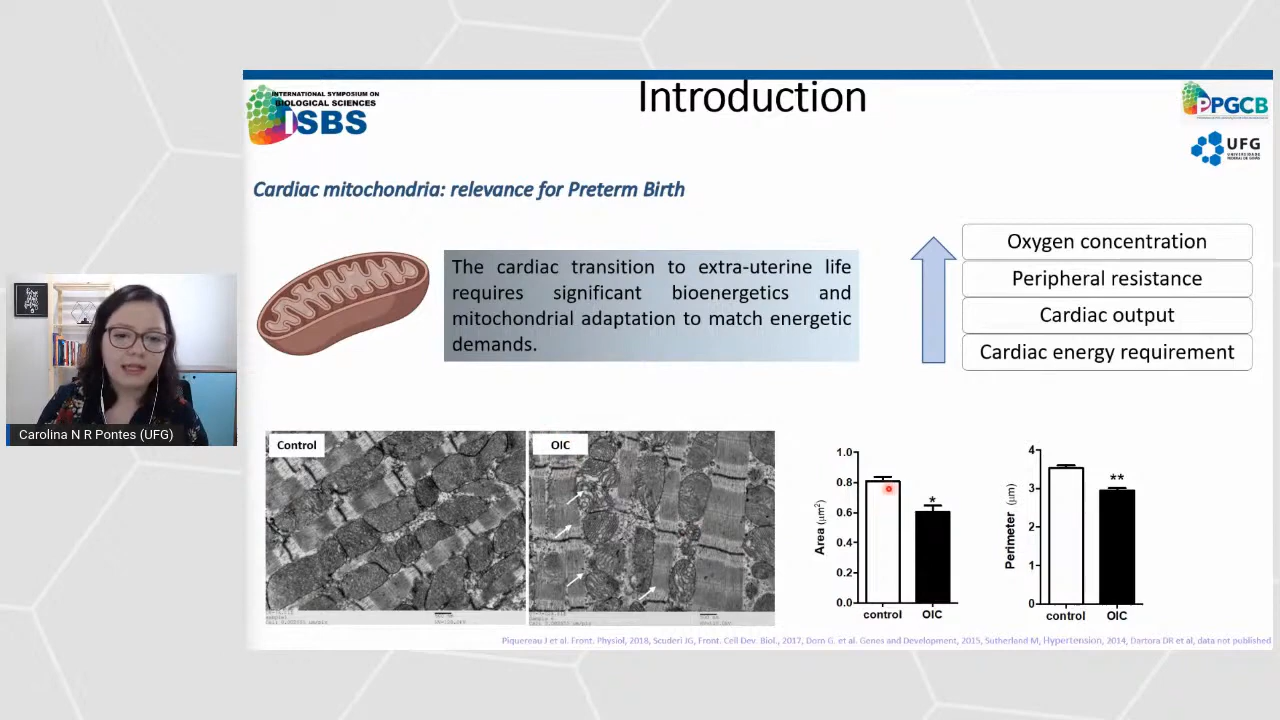 Introduction
INTERNATIONAL SYMPOSIUM ON
BIOLOGICAL SCIENCES
ISBS
PPGCB
UFG
UNIVERSIDADE
FEDERAL DE GOIÁS
Cardiac mitochondria: relevance for Preterm Birth
The cardiac transition to extra-uterine life
requires significant bioenergetics and
mitochondrial adaptation to match energetic
demands.
Oxygen concentration
Peripheral resistance
Cardiac output
Cardiac energy requirement
Carolina N R Pontes (UFG)
Control
OIC
Area (µm²)
1.0
0.8
0.6
0.4
0.2
0.0
*
control OIC
Perimeter (µm)
4
3
2
1
0
**
control OIC
Piquereau J et al. Front. Physiol, 2018, Scuderi JG, Front. Cell Dev. Biol., 2017, Dorn G. et al. Genes and Development, 2015, Sutherland M, Hypertension, 2014, Dartora DR et al, data not published